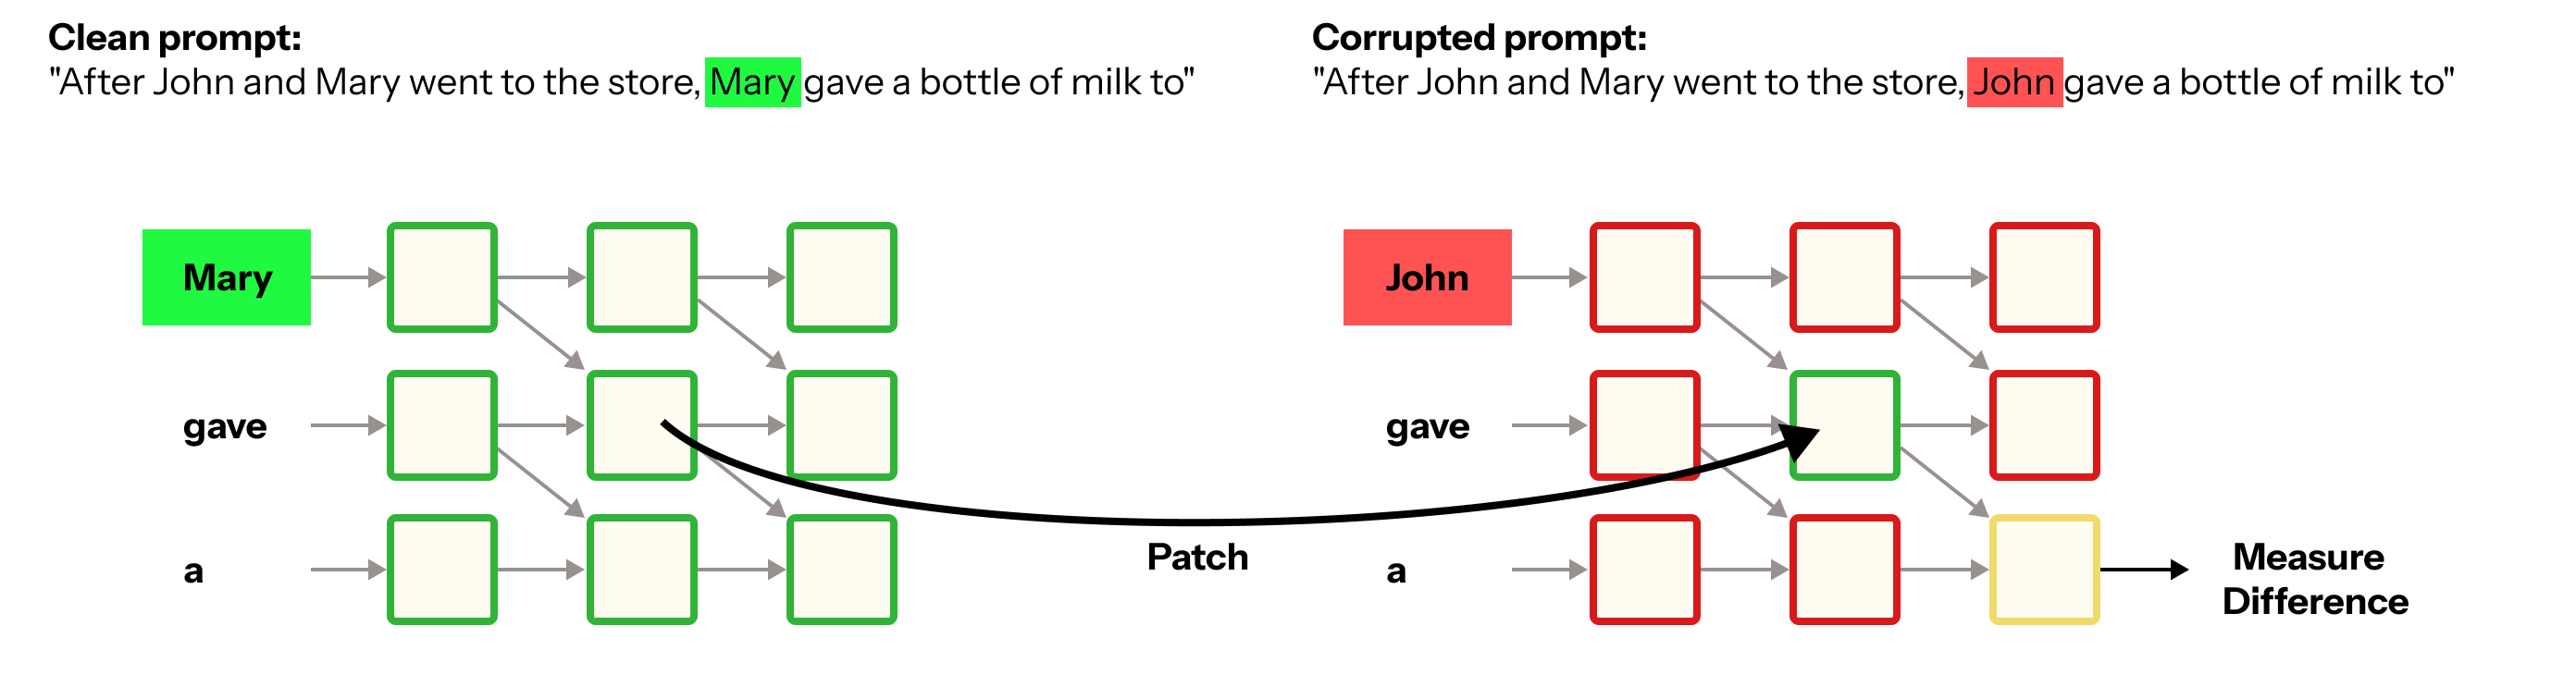 Clean prompt:
"After John and Mary went to the store, Mary gave a bottle of milk to"
Corrupted prompt:
"After John and Mary went to the store, John gave a bottle of milk to"
Mary
gave
a
Patch
John
gave
a
Measure
Difference